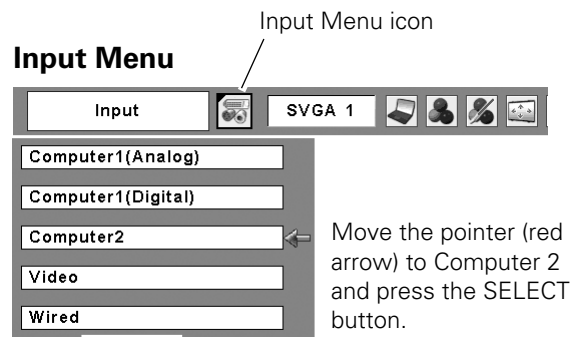 Input Menu icon
Input Menu
Input
SVGA 1
Computer1(Analog)
Computer1(Digital)
Computer2
Move the pointer (red
arrow) to Computer 2
and press the SELECT
button.
Video
Wired